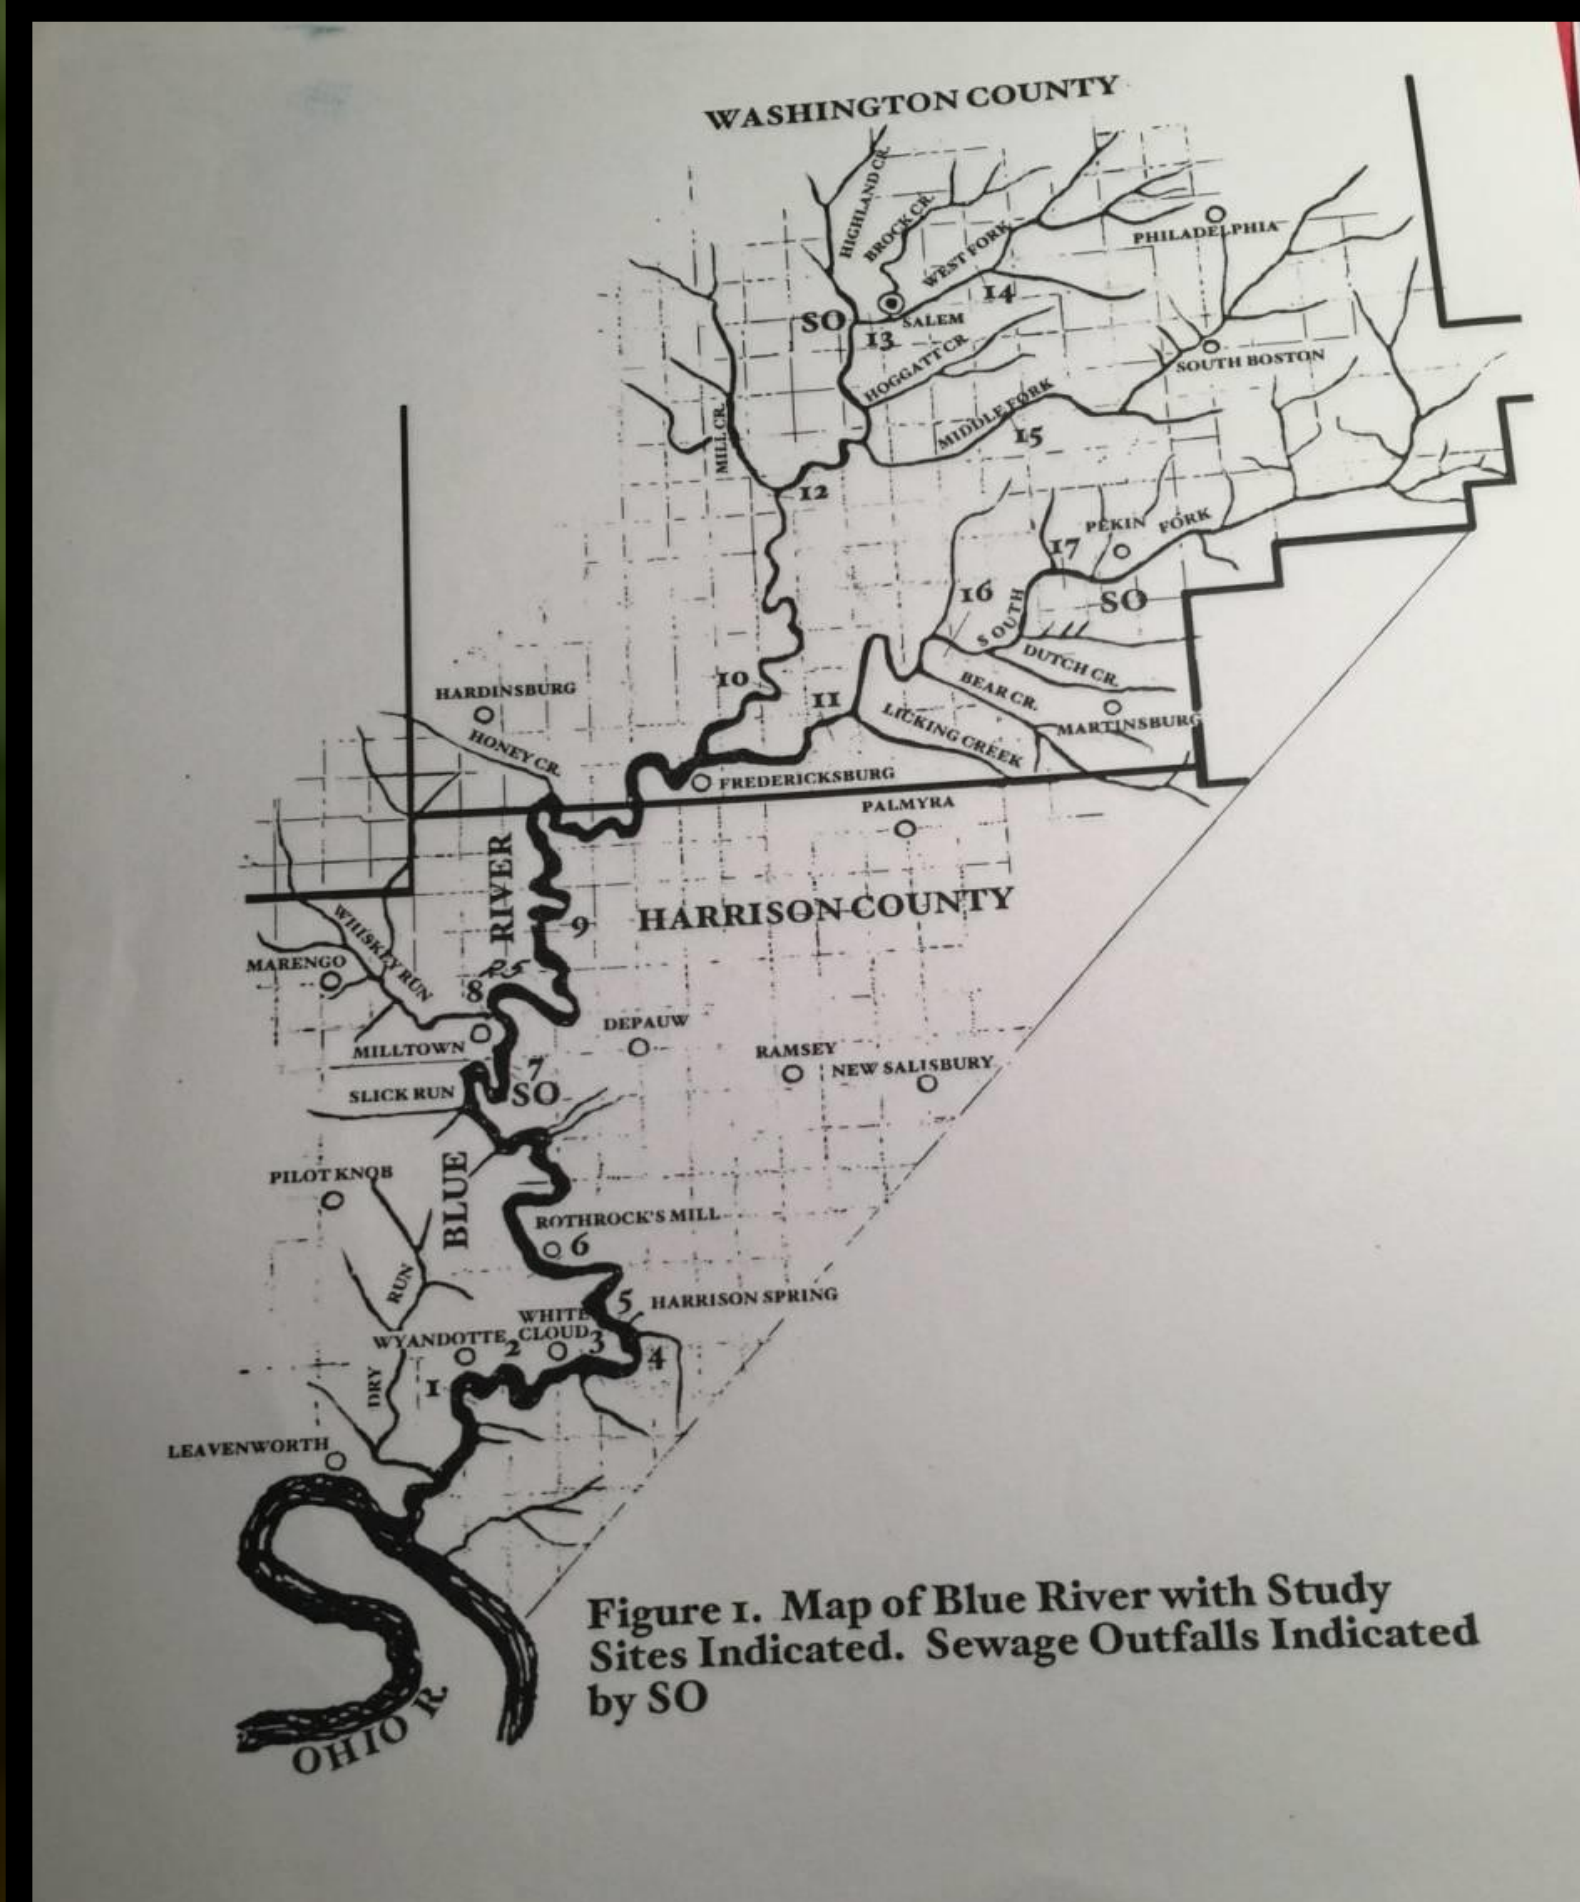 WASHINGTON COUNTY
HIGHLAND CR.
BROCK CR.
WEST FORK
PHILADELPHIA
14
SO
SALEM
13
HOGGATT CR
SOUTH BOSTON
MIDDLE FORK
15
MILL CR.
12
PEKIN FORK
17
16
SO
SOUTH
DUTCH CR.
10
BEAR CR.
HARDINSBURG
11
LICKING CREEK
MARTINSBURG
HONEY CR.
FREDERICKSBURG
PALMYRA
RIVER
HARRISON COUNTY
9
WHISKEY RUN
MARENGO
25
8
DEPAUW
MILLTOWN
RAMSEY
7
NEW SALISBURY
SLICK RUN
SO
PILOT KNOB
BLUE
ROTHROCK'S MILL
6
RUN
5
HARRISON SPRING
WHITE
CLOUD
WYANDOTTE
2
3
4
DRY
1
LEAVENWORTH
Figure 1. Map of Blue River with Study
Sites Indicated. Sewage Outfalls Indicated
by SO
OHIO R.